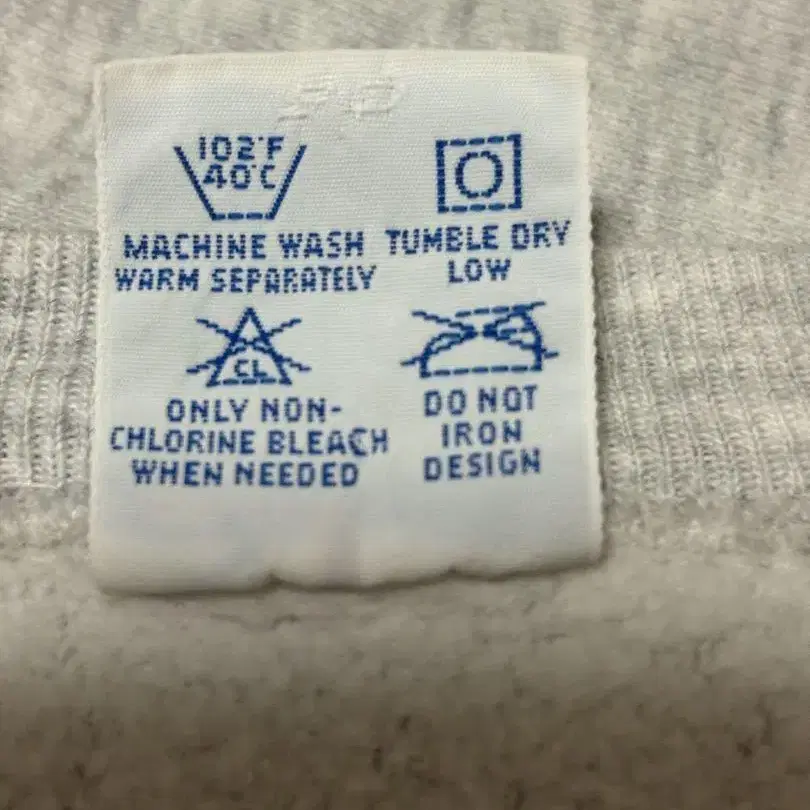 102°F
40°C
MACHINE WASH
WARM SEPARATELY
TUMBLE DRY
LOW
CL
ONLY NON-
CHLORINE BLEACH
WHEN NEEDED
DO NOT
IRON
DESIGN